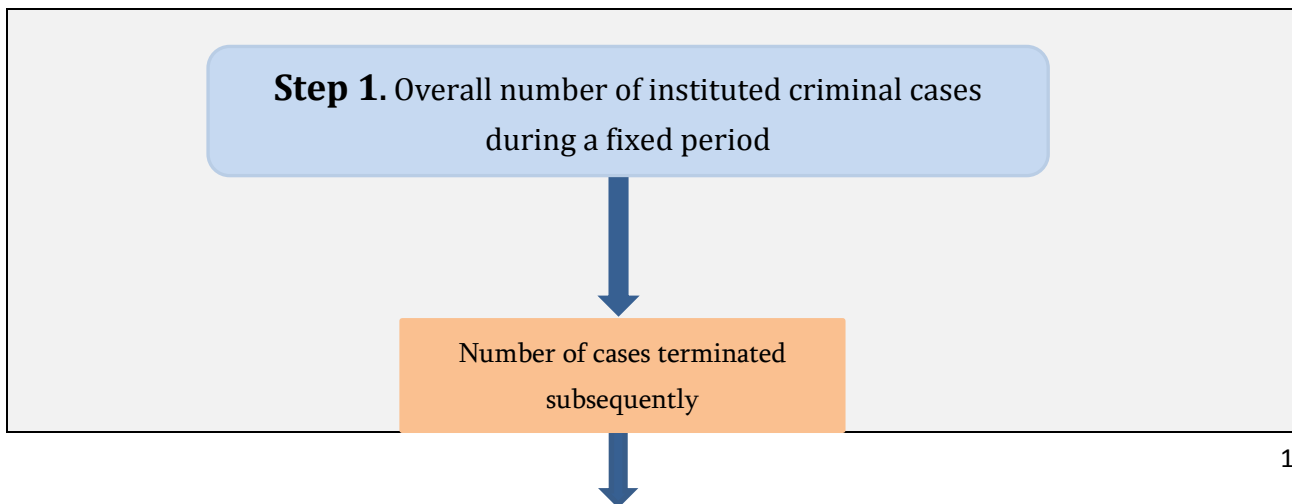 Step 1. Overall number of instituted criminal cases
during a fixed period
Number of cases terminated
subsequently
1